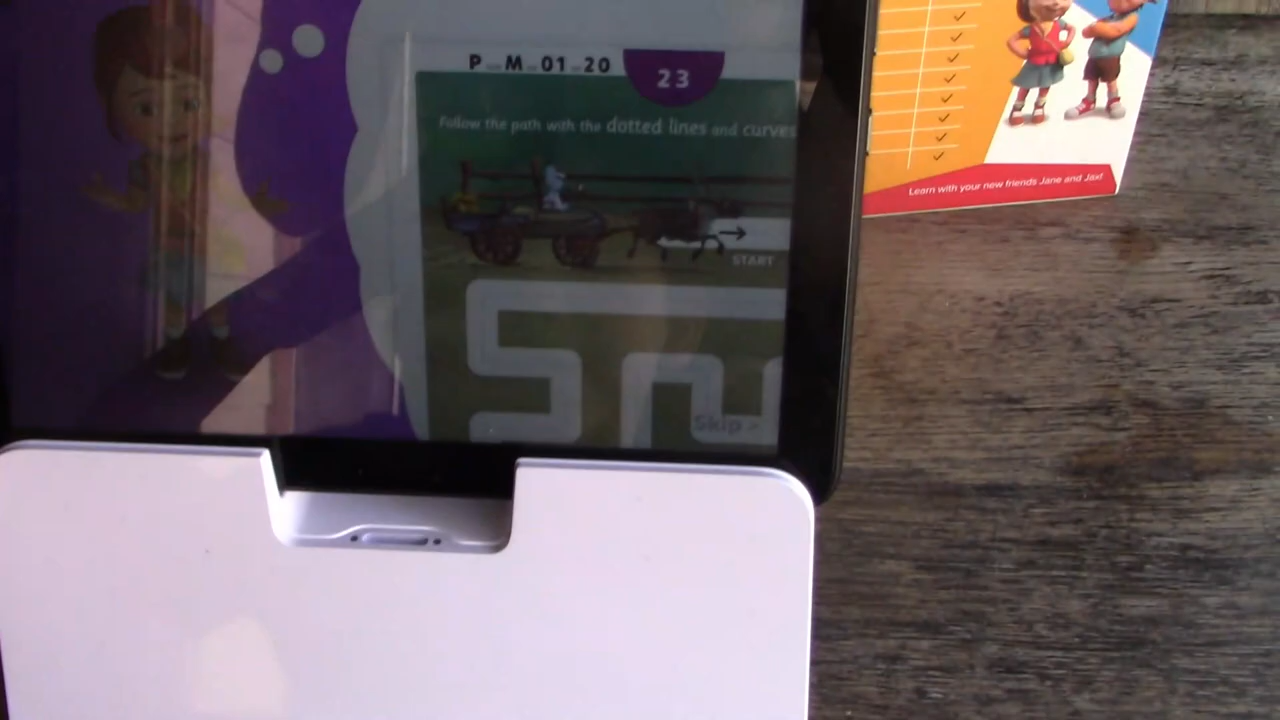 P M 01 20
23
Follow the path with the dotted lines and curves
START
Skip >
Learn with your new friends Jane and Jax!